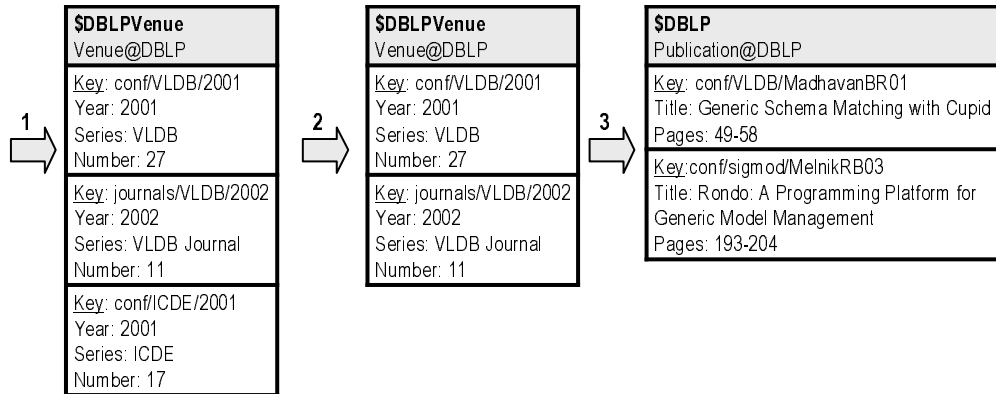 1
$DBLPVenue
Venue@DBLP
Key: conf/VLDB/2001
Year: 2001
Series: VLDB
Number: 27
Key: journals/VLDB/2002
Year: 2002
Series: VLDB Journal
Number: 11
Key: conf/ICDE/2001
Year: 2001
Series: ICDE
Number: 17
2
$DBLPVenue
Venue@DBLP
Key: conf/VLDB/2001
Year: 2001
Series: VLDB
Number: 27
Key: journals/VLDB/2002
Year: 2002
Series: VLDB Journal
Number: 11
3
$DBLP
Publication@DBLP
Key: conf/VLDB/MadhavanBR01
Title: Generic Schema Matching with Cupid
Pages: 49-58
Key:conf/sigmod/MelnikRB03
Title: Rondo: A Programming Platform for
Generic Model Management
Pages: 193-204